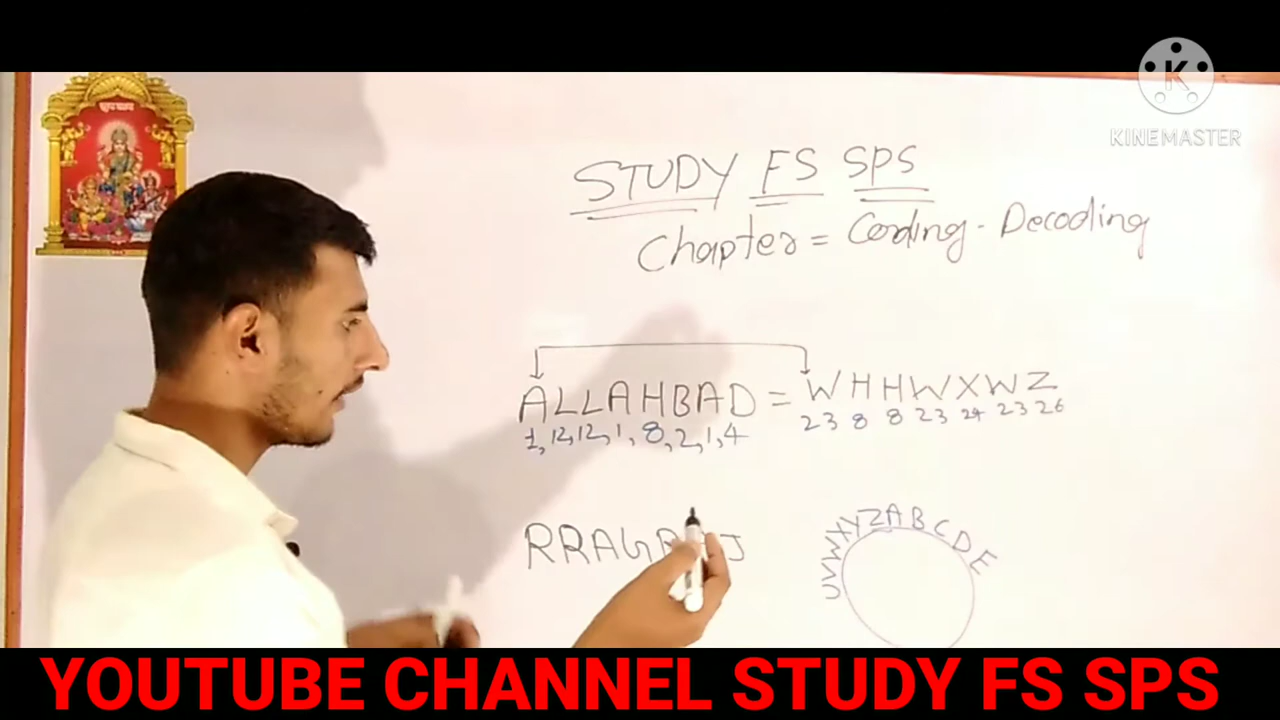 KINEMASTER
STUDY FS SPS
Chapter = Coding - Decoding
ALLAHBAD = WHHWXWZ
1, 12, 12, 1, 8, 2, 1, 4 23 8 8 23 24 23 26
UVWXYZABCDE
YOUTUBE CHANNEL STUDY FS SPS